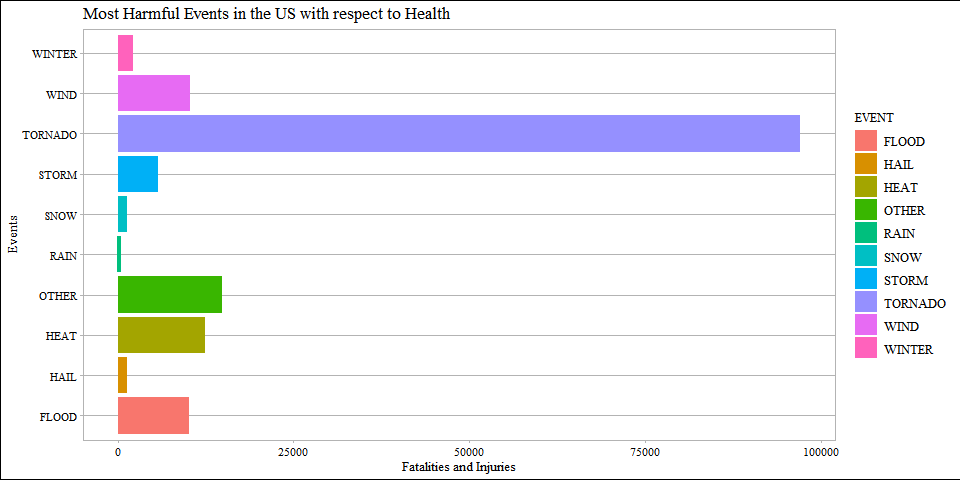 Most Harmful Events in the US with respect to Health
WINTER
WIND
TORNADO
STORM
SNOW
RAIN
OTHER
HEAT
HAIL
FLOOD
Events
0 25000 50000 75000 100000
Fatalities and Injuries
EVENT
FLOOD
HAIL
HEAT
OTHER
RAIN
SNOW
STORM
TORNADO
WIND
WINTER